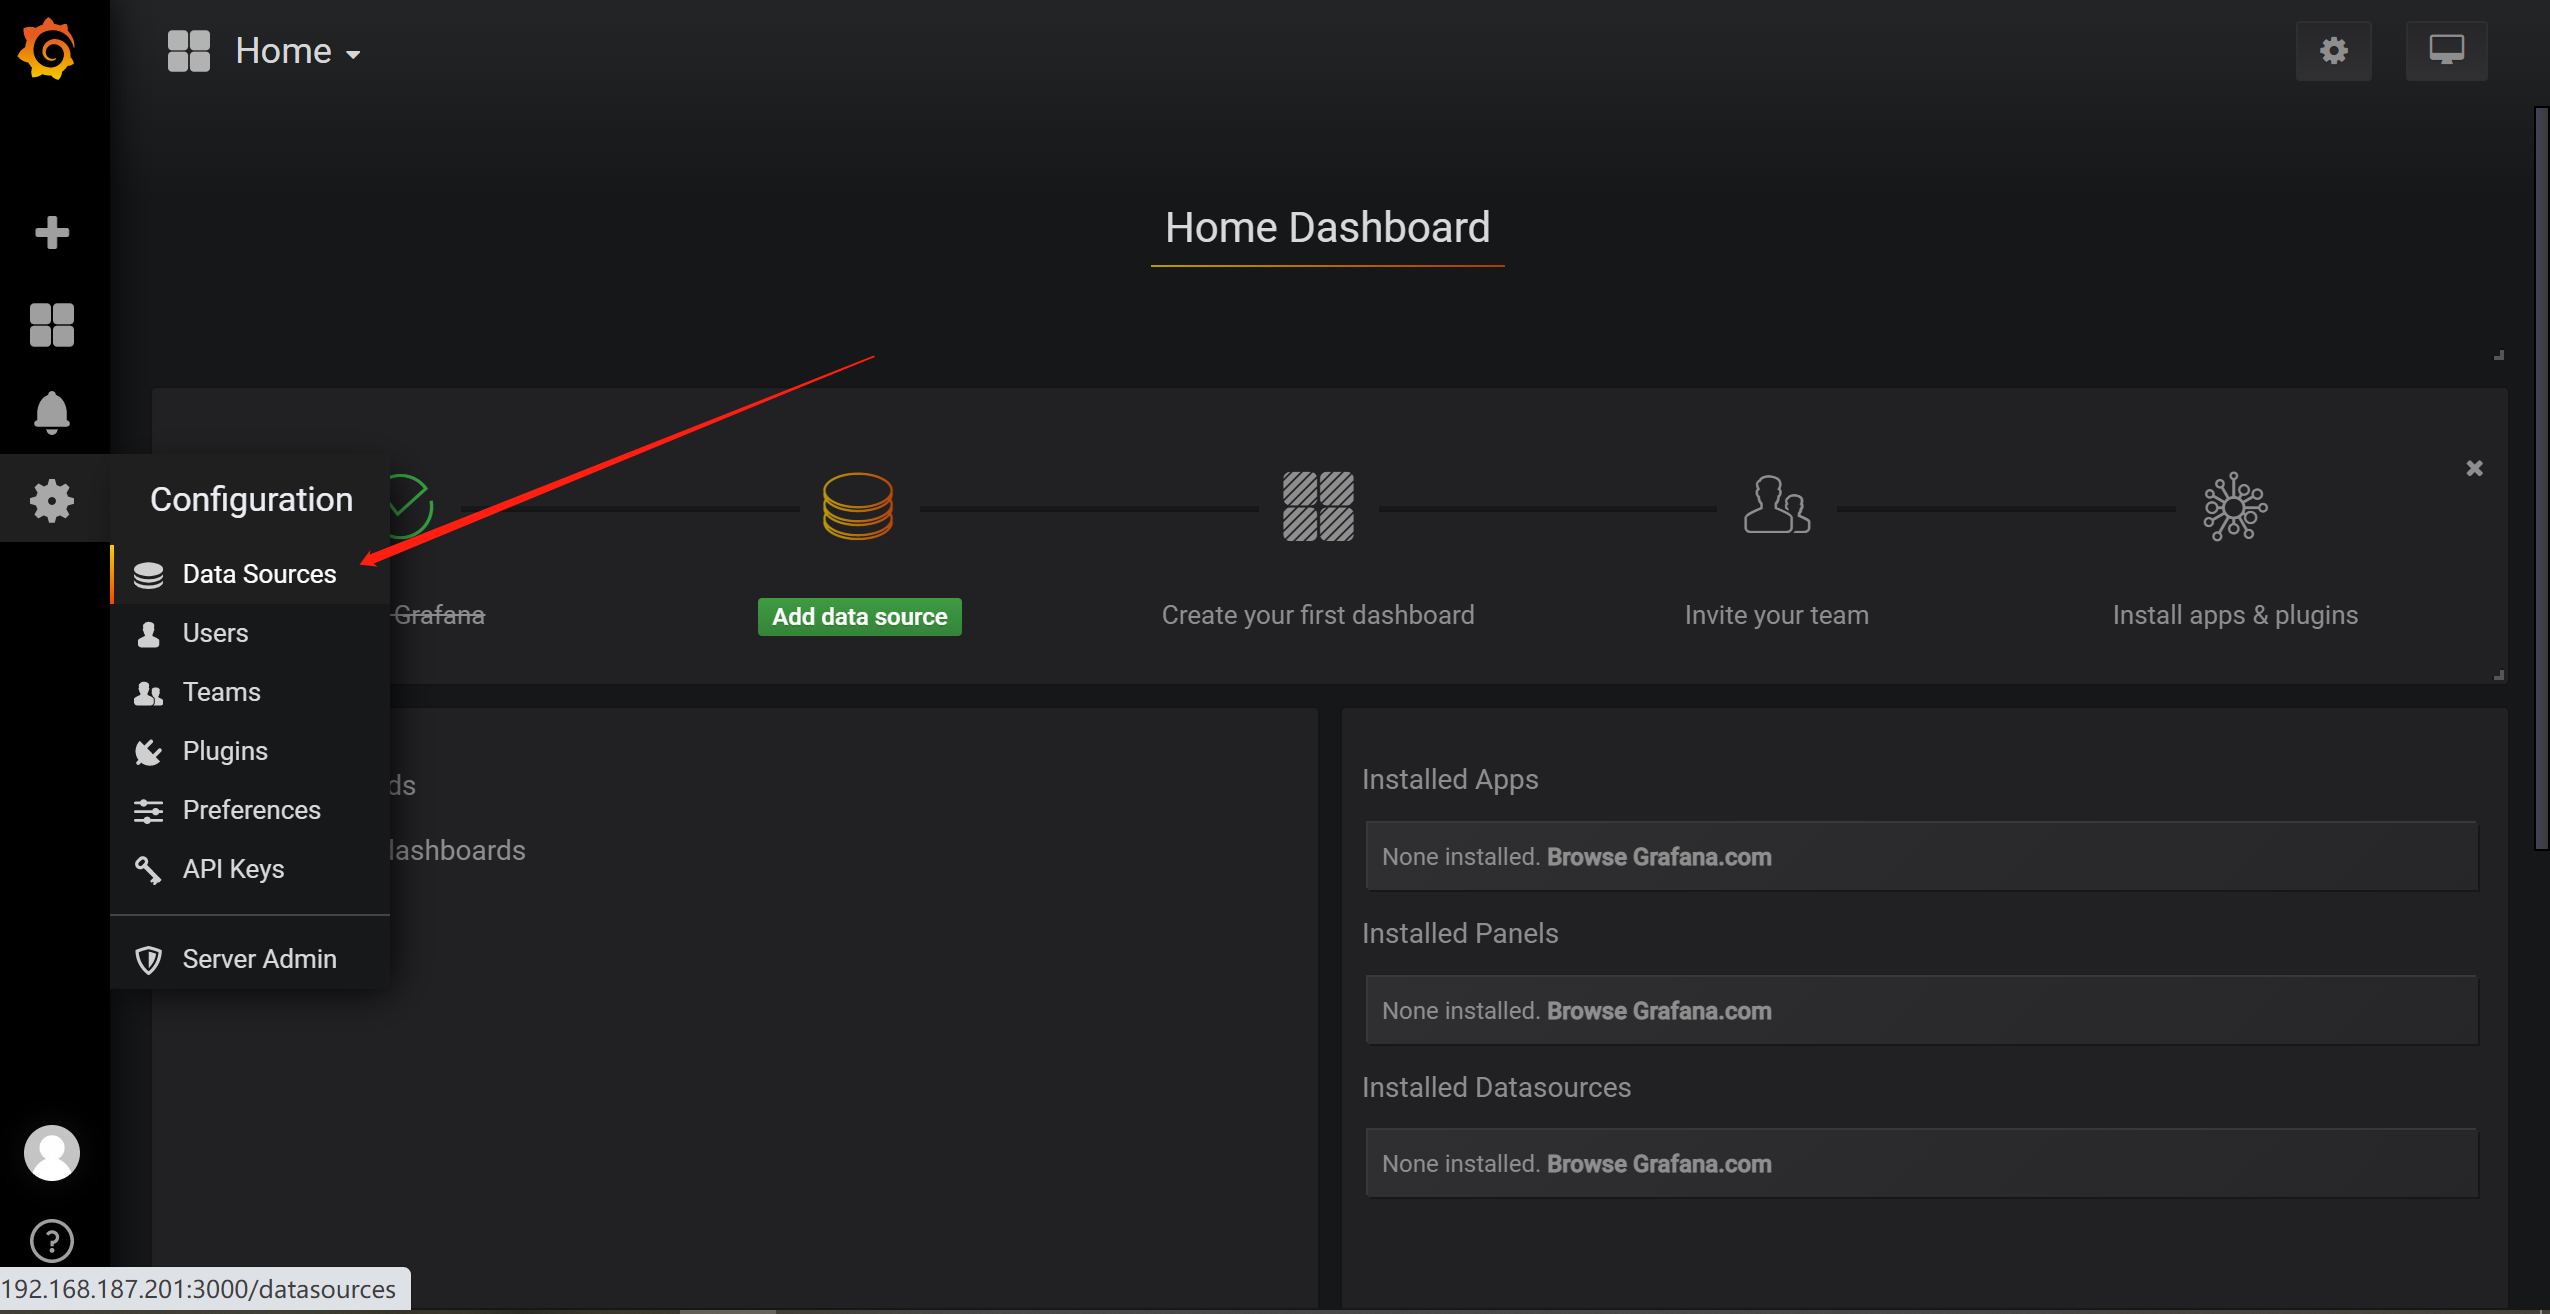 Home
Home Dashboard
Configuration
Data Sources
Users
Teams
Plugins
Preferences
API Keys
Server Admin
Grafana
Add data source
Create your first dashboard
Invite your team
Install apps & plugins
ds
dashboards
Installed Apps
None installed. Browse Grafana.com
Installed Panels
None installed. Browse Grafana.com
Installed Datasources
None installed. Browse Grafana.com
?
192.168.187.201:3000/datasources